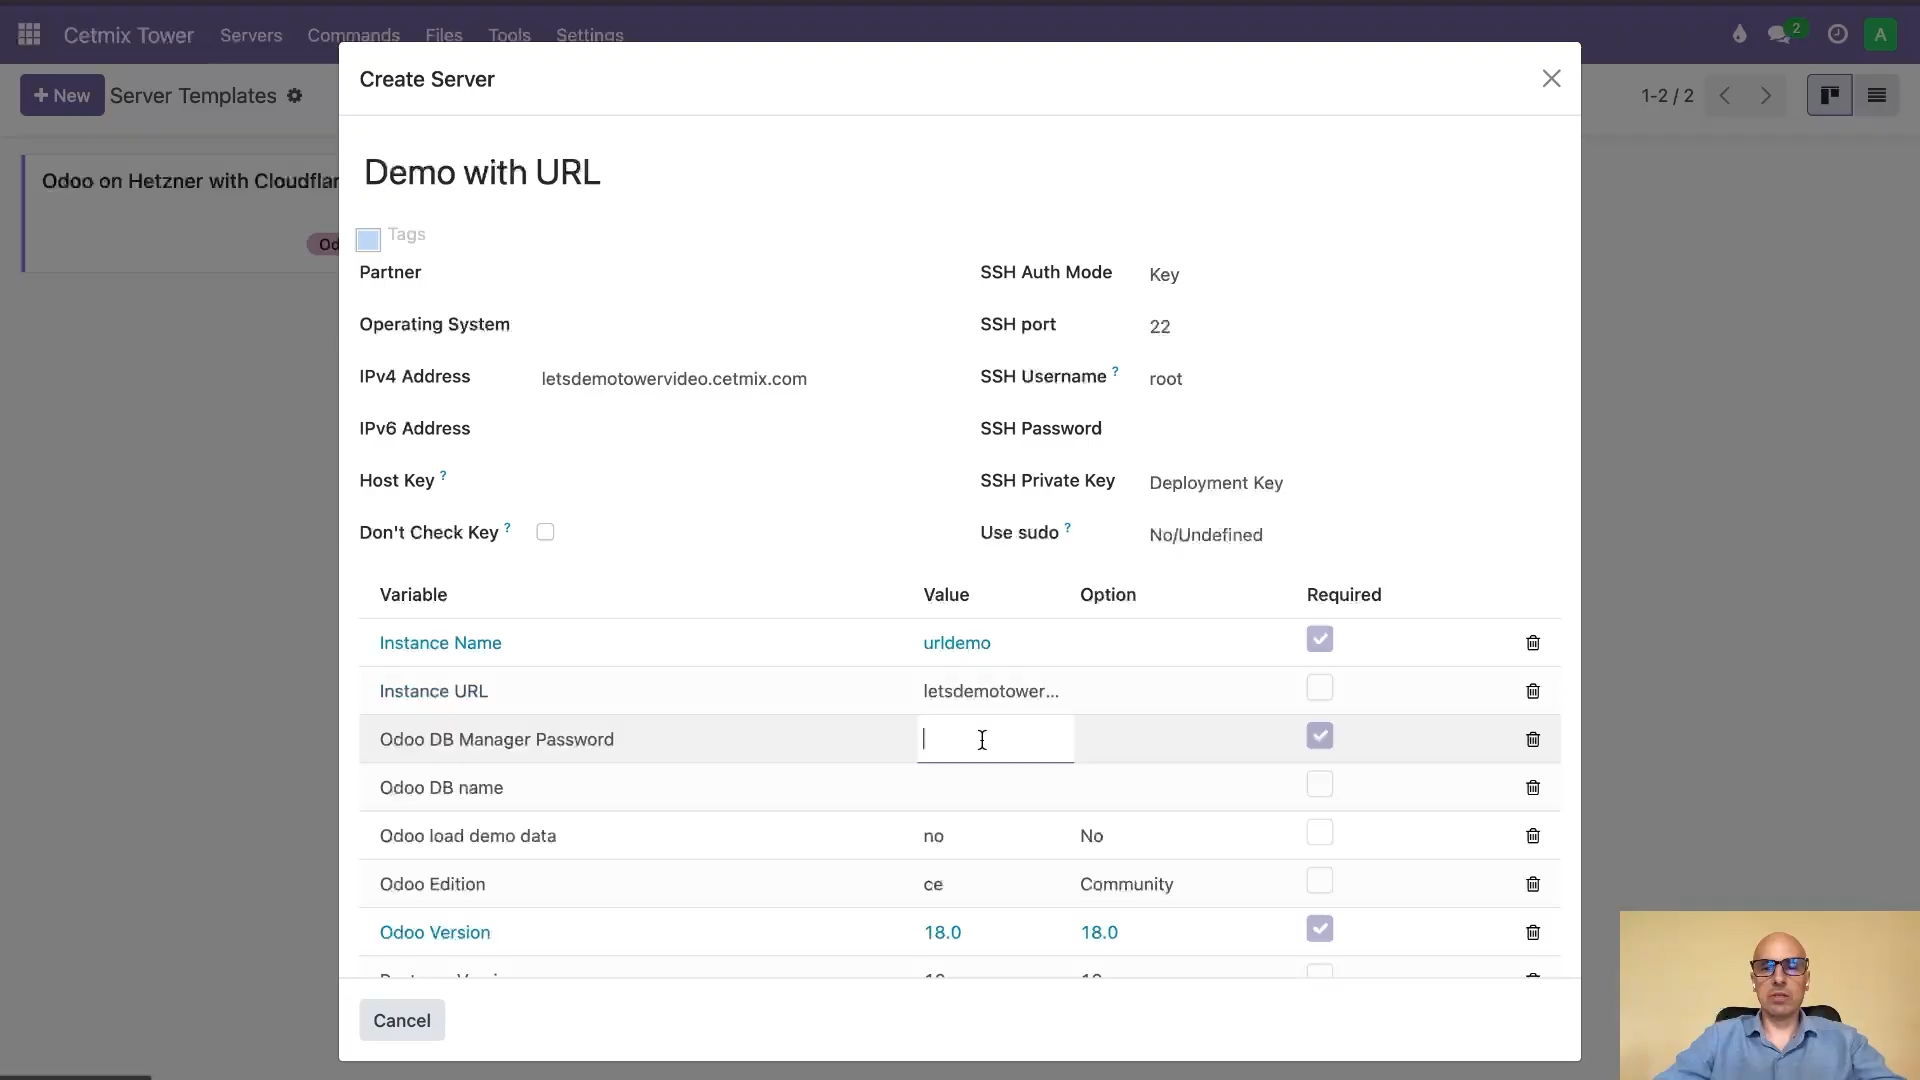 Cetmix Tower Servers Commands Files Tools Settings 2 A
New Server Templates 1-2 / 2
Create Server
Odoo on Hetzner with Cloudflar
Od
Demo with URL
Tags
Partner
SSH Auth Mode Key
Operating System
SSH port 22
IPv4 Address letsdemotowervideo.cetmix.com
SSH Username ? root
IPv6 Address
SSH Password
Host Key ?
SSH Private Key Deployment Key
Don't Check Key ?
Use sudo ? No/Undefined
Variable Value Option Required
Instance Name urldemo
Instance URL letsdemotower...
Odoo DB Manager Password
Odoo DB name
Odoo load demo data no No
Odoo Edition ce Community
Odoo Version 18.0 18.0
Cancel